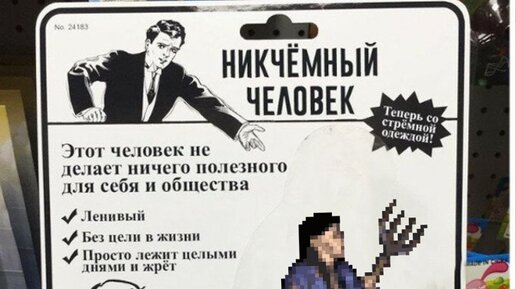 No. 24183
НИКЧЁМНЫЙ
ЧЕЛОВЕК
Теперь со
стрёмной
одеждой!
Этот человек не
делает ничего полезного
для себя и общества
✓ Ленивый
✓ Без цели в жизни
✓ Просто лежит целыми
днями и жрёт